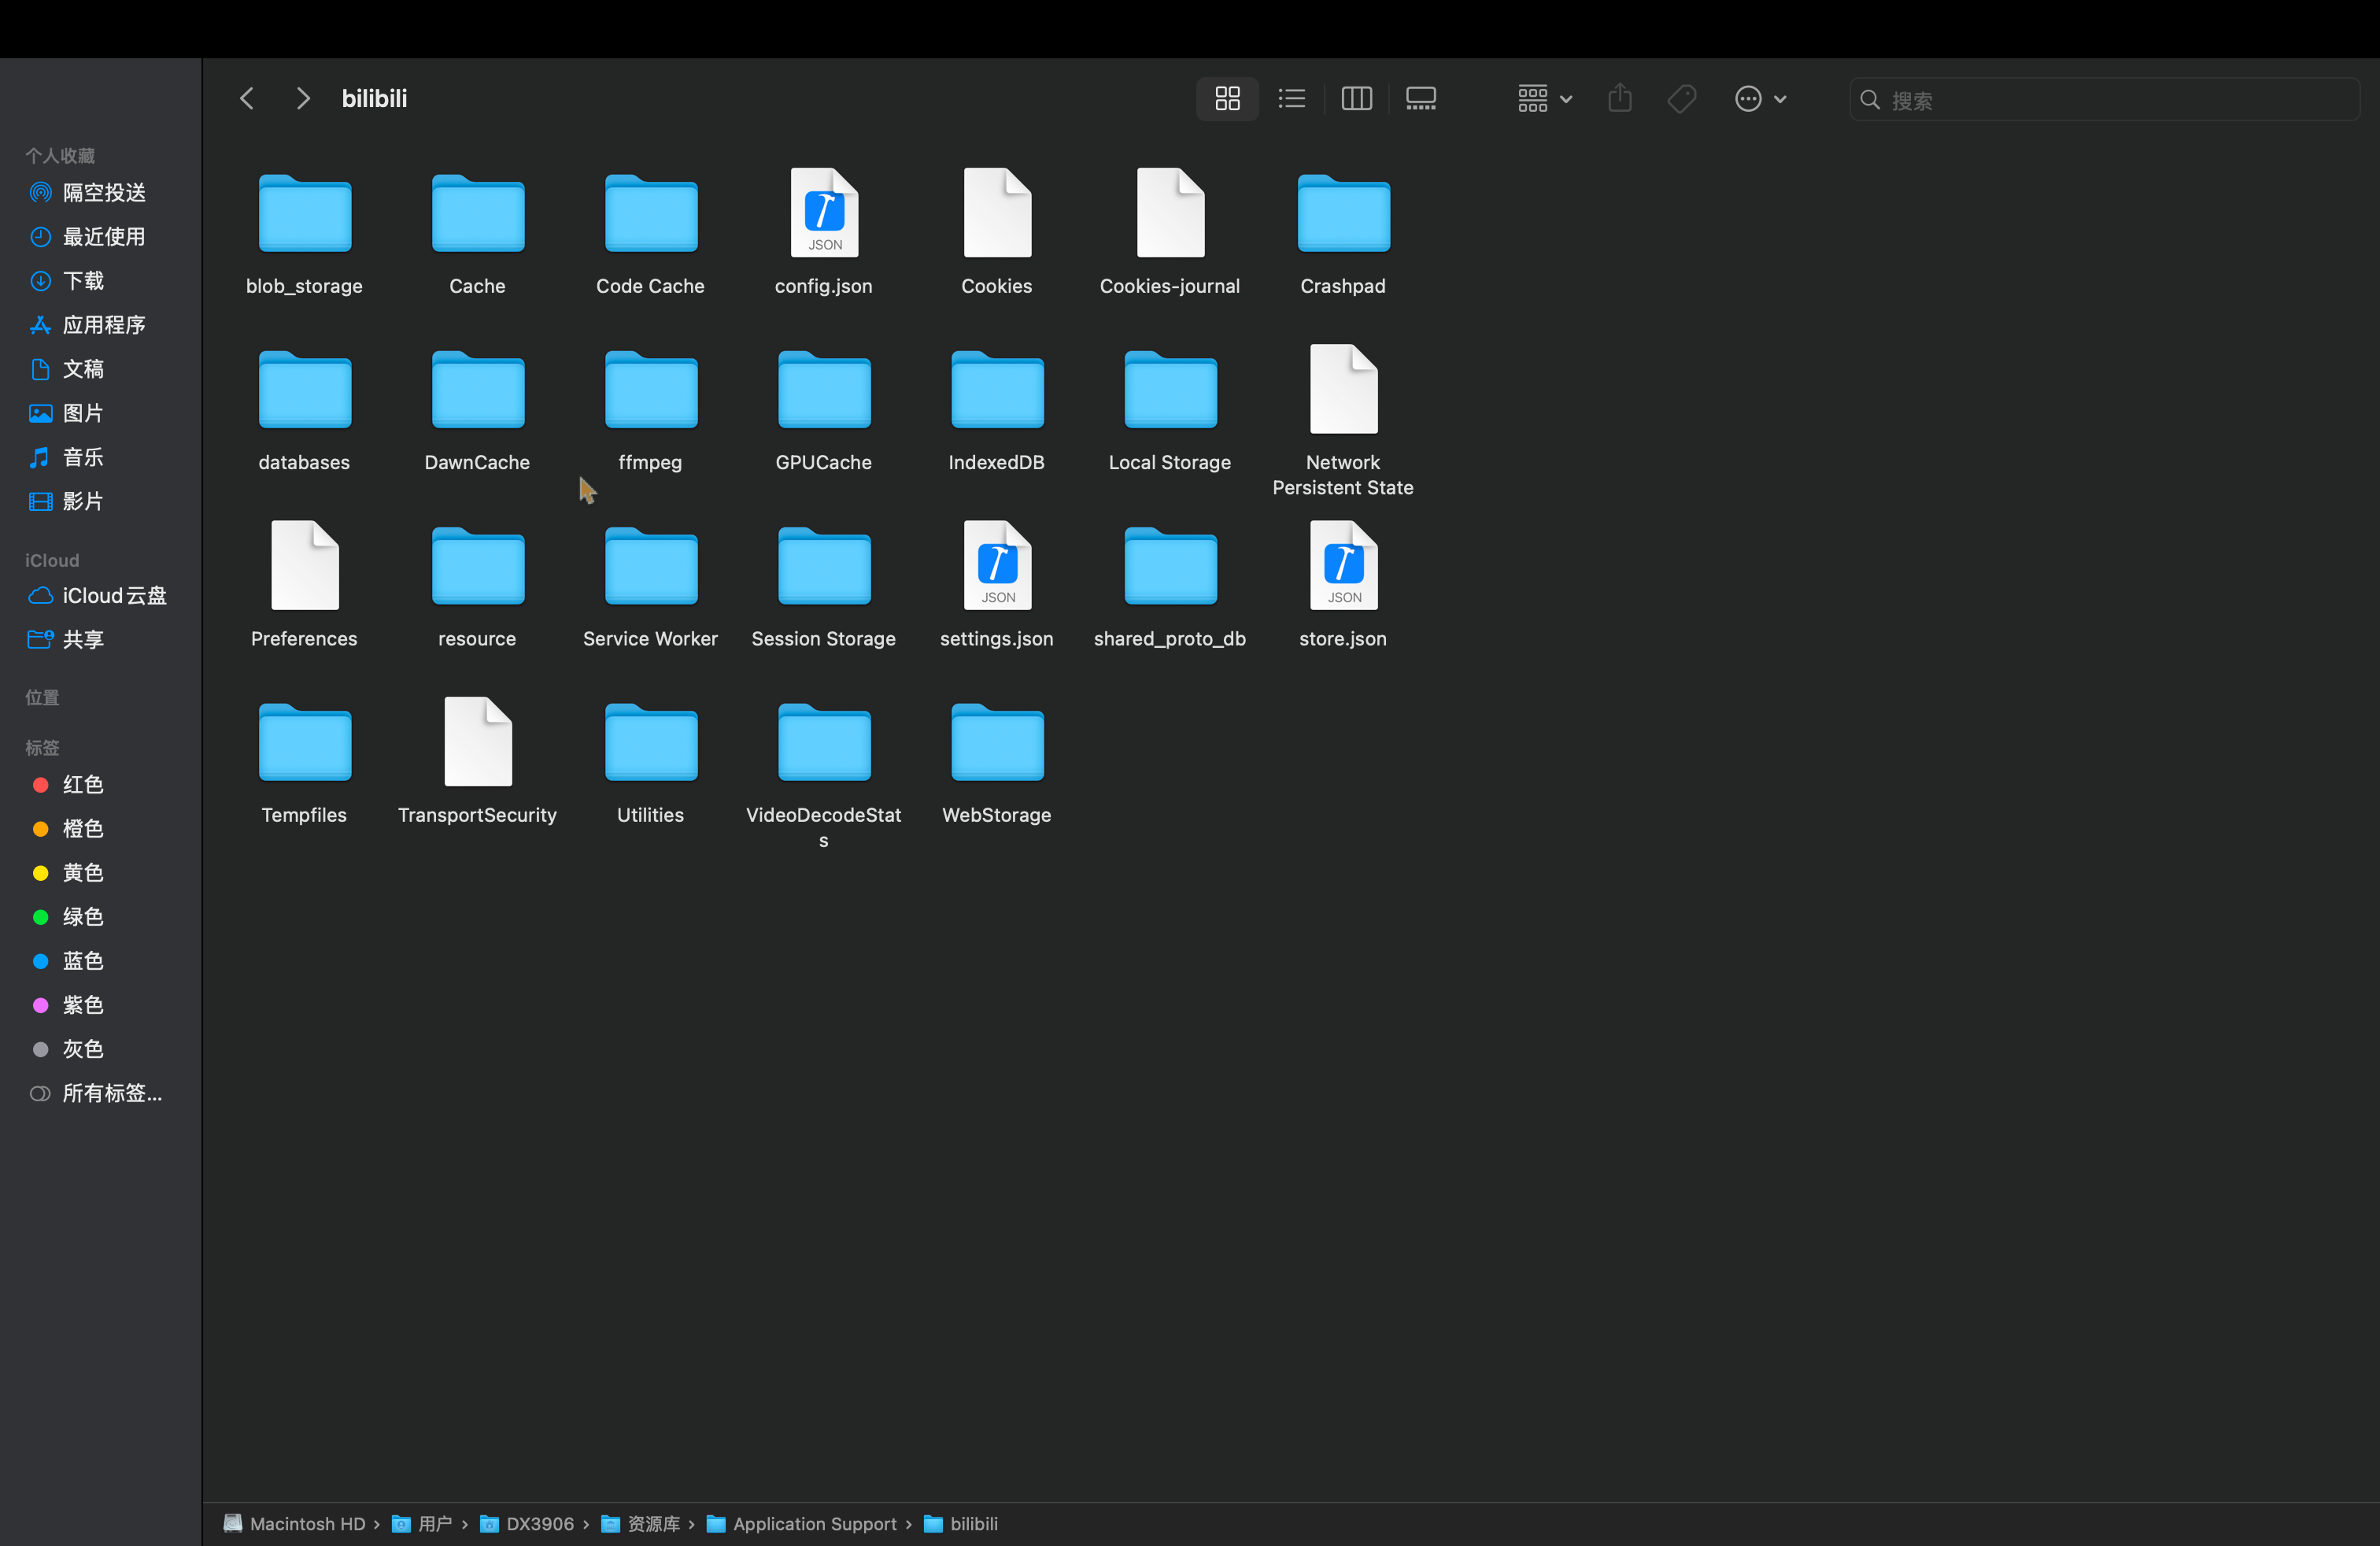 bilibili
搜索
个人收藏
隔空投送
最近使用
下载
应用程序
文稿
图片
音乐
影片
iCloud
iCloud云盘
共享
位置
标签
红色
橙色
黄色
绿色
蓝色
紫色
灰色
所有标签...
JSON
blob_storage
Cache
Code Cache
config.json
Cookies
Cookies-journal
Crashpad
databases
DawnCache
ffmpeg
GPUCache
IndexedDB
Local Storage
Network
Persistent State
JSON
JSON
Preferences
resource
Service Worker
Session Storage
settings.json
shared_proto_db
store.json
Tempfiles
TransportSecurity
Utilities
VideoDecodeStat
s
WebStorage
Macintosh HD › 用户 › DX3906 › 资源库 › Application Support › bilibili